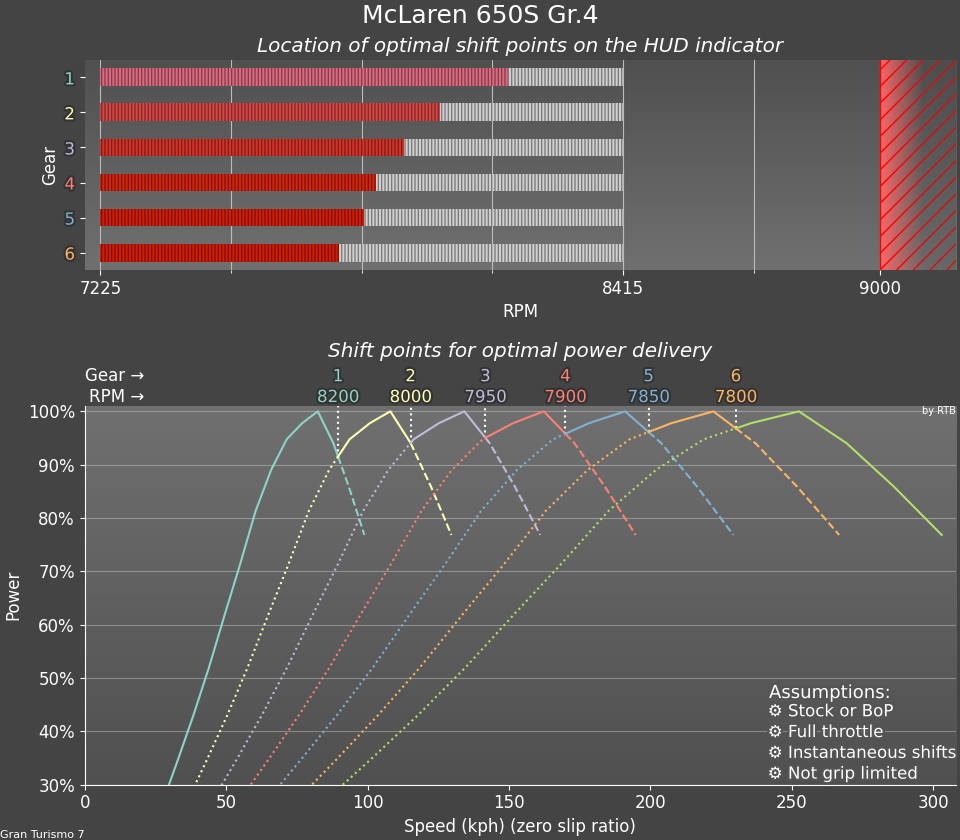 McLaren 650S Gr.4
Location of optimal shift points on the HUD indicator
Gear
1
2
3
4
5
6
7225 8415 9000
RPM
Shift points for optimal power delivery
Gear → 1 2 3 4 5 6
RPM → 8200 8000 7950 7900 7850 7800
by RTB
Power
100%
90%
80%
70%
60%
50%
40%
30%
Assumptions:
⚙ Stock or BoP
⚙ Full throttle
⚙ Instantaneous shifts
⚙ Not grip limited
0 50 100 150 200 250 300
Speed (kph) (zero slip ratio)
Gran Turismo 7